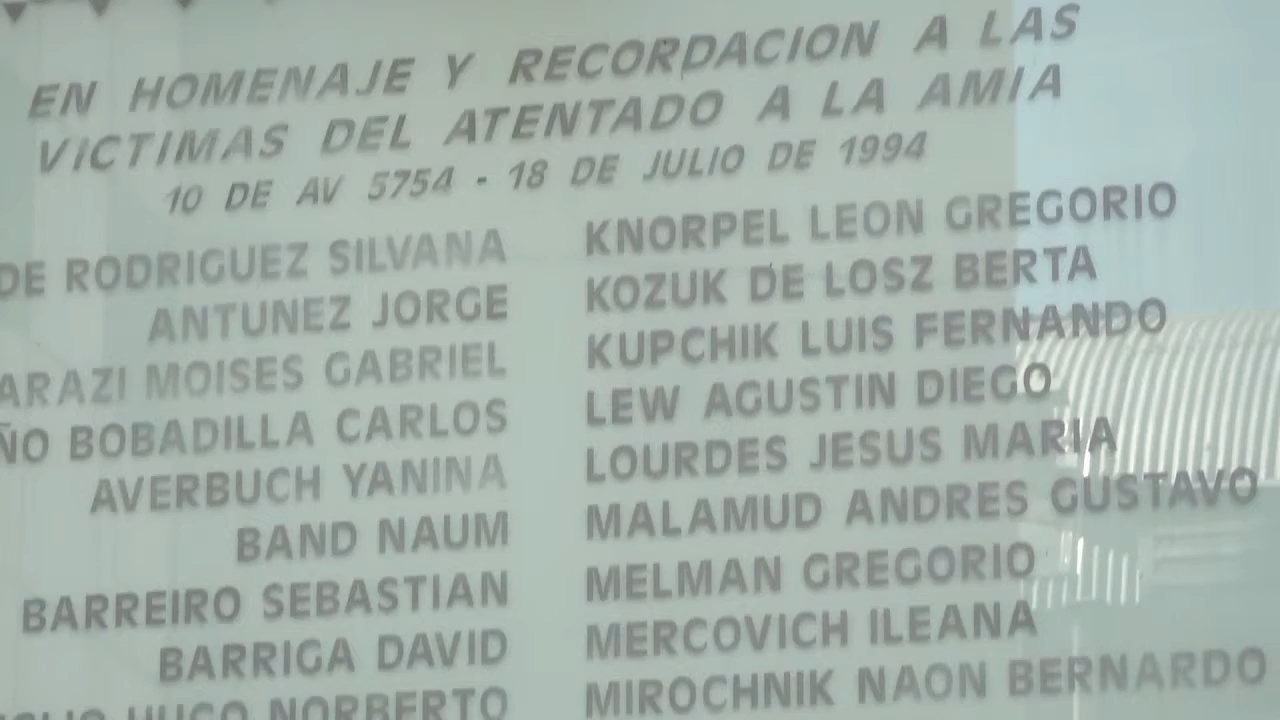 EN HOMENAJE Y RECORDACION A LAS
VICTIMAS DEL ATENTADO A LA AMIA
10 DE AV 5754 - 18 DE JULIO DE 1994
DE RODRIGUEZ SILVANA
ANTUNEZ JORGE
MOISES GABRIEL
BOBADILLA CARLOS
AVERBUCH YANINA
BAND NAUM
BARREIRO SEBASTIAN
BARRIGA DAVID
HUGO NORBERTO
KNORPEL LEON GREGORIO
KOZUK DE LOSZ BERTA
KUPCHIK LUIS FERNANDO
LEW AGUSTIN DIEGO
LOURDES JESUS MARIA
MALAMUD ANDRES GUSTAVO
MELMAN GREGORIO
MERCOVICH ILEANA
MIROCHNIK NAON BERNARDO